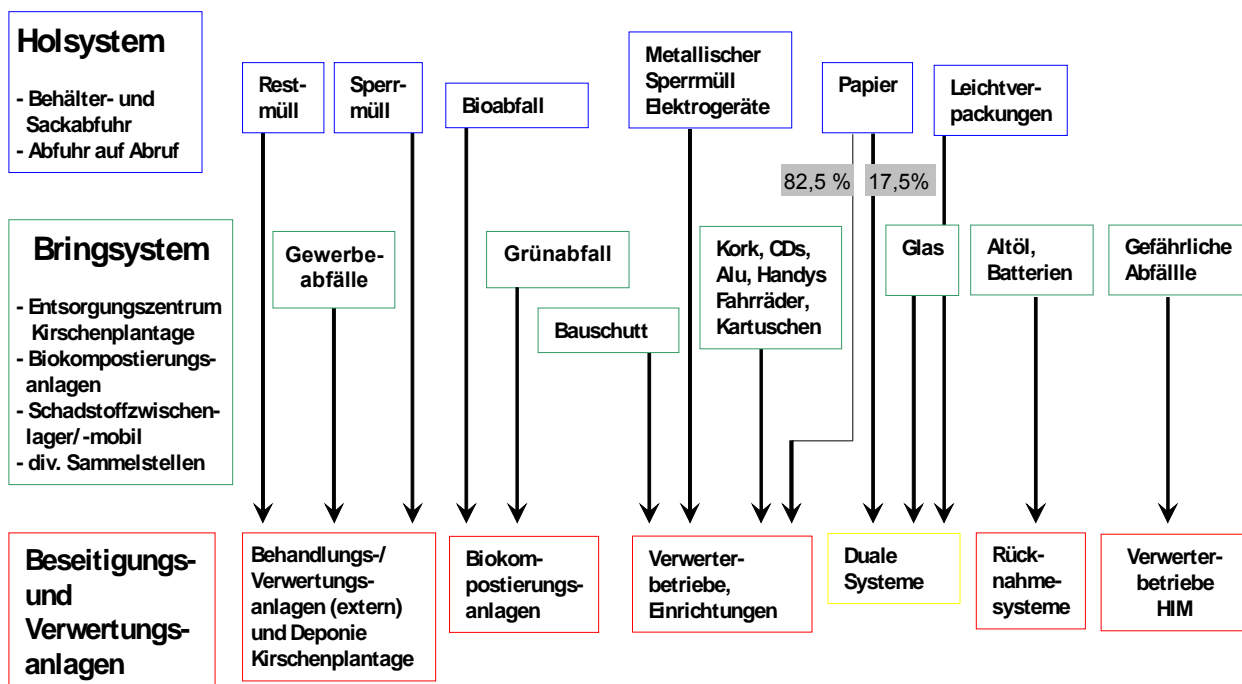 Holsystem
- Behälter- und
Sackabfuhr
- Abfuhr auf Abruf
Rest-
müll
Sperr-
müll
Bioabfall
Metallischer
Sperrmüll
Elektrogeräte
Papier
Leichtver-
packungen
82,5 %
17,5%
Bringsystem
- Entsorgungszentrum
Kirschenplantage
- Biokompostierungs-
anlagen
- Schadstoffzwischen-
lager/ -mobil
- div. Sammelstellen
Gewerbe-
abfälle
Grünabfall
Bauschutt
Kork, CDs,
Alu, Handys
Fahrräder,
Kartuschen
Glas
Altöl,
Batterien
Gefährliche
Abfällle
Beseitigungs-
und
Verwertungs-
anlagen
Behandlungs-/
Verwertungs-
anlagen (extern)
und Deponie
Kirschenplantage
Biokom-
postierungs-
anlagen
Verwerter-
betriebe,
Einrichtungen
Duale
Systeme
Rück-
nahme-
systeme
Verwerter-
betriebe
HIM